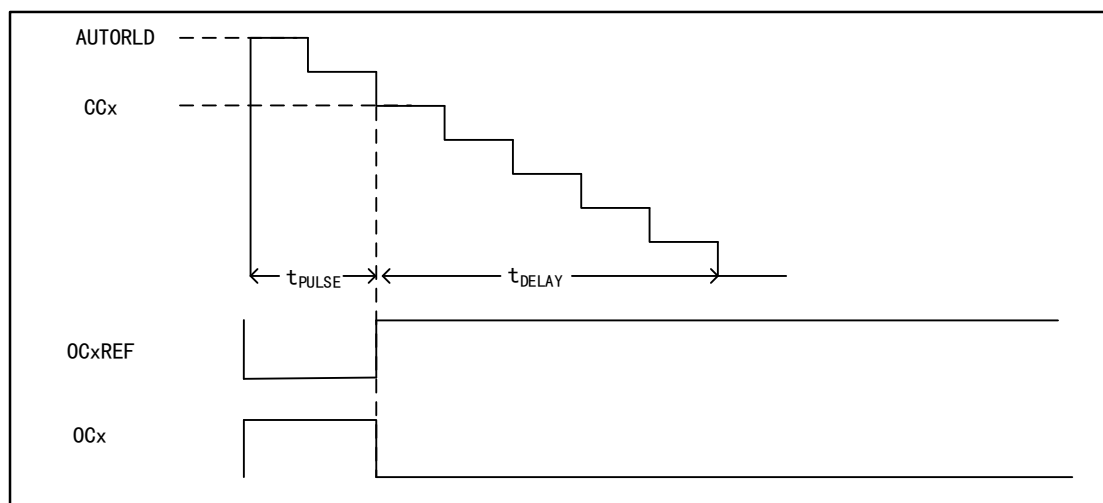 AUTORLD
CCx
tPULSE
tDELAY
OCxREF
OCx